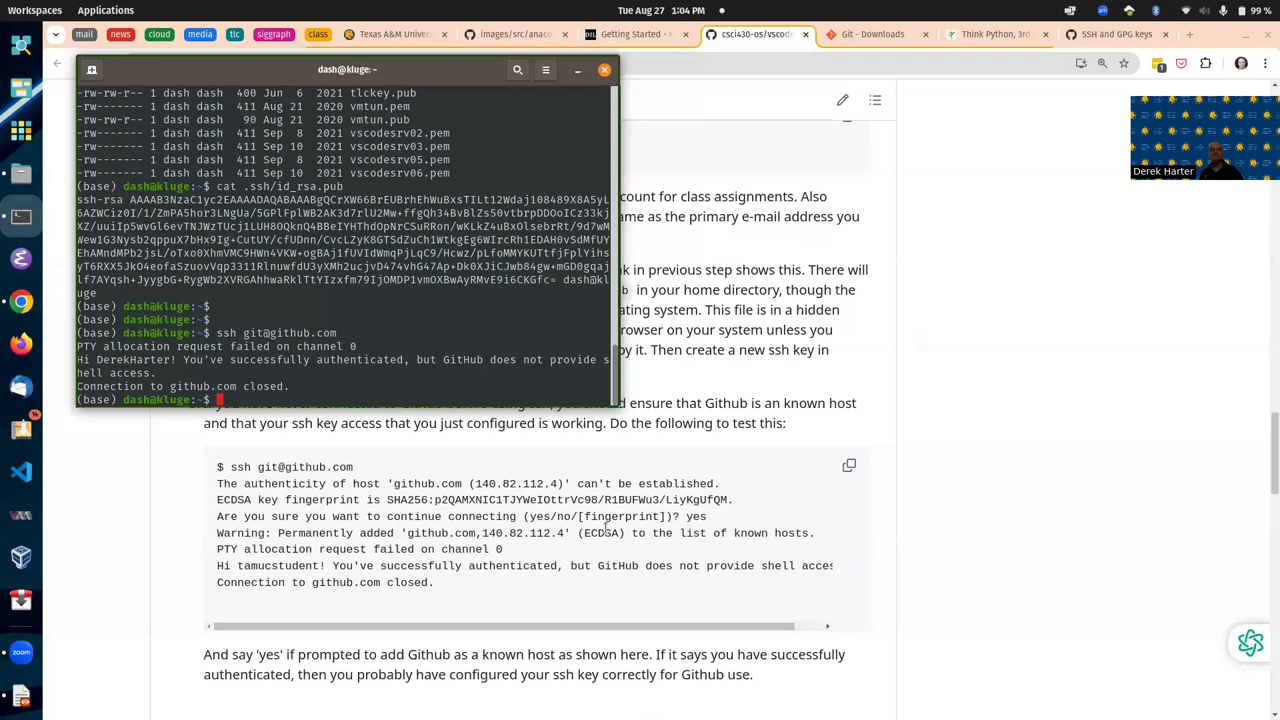 Workspaces Applications Tue Aug 27 1:04 PM 99 %
mail news cloud media tlc siggraph class Texas A&M Univer images/src/anaco Getting Started - csci430-os/vscode Git - Downloads Think Python, 3rd SSH and GPG keys
dash@kluge: ~
-rw-rw-r-- 1 dash dash 400 Jun 6 2021 tlckey.pub
-rw------- 1 dash dash 411 Aug 21 2020 vmtun.pem
-rw-rw-r-- 1 dash dash 90 Aug 21 2020 vmtun.pub
-rw------- 1 dash dash 411 Sep 8 2021 vscodesrv02.pem
-rw------- 1 dash dash 411 Sep 10 2021 vscodesrv03.pem
-rw------- 1 dash dash 411 Sep 8 2021 vscodesrv05.pem
-rw------- 1 dash dash 411 Sep 10 2021 vscodesrv06.pem
(base) dash@kluge:~$ cat .ssh/id_rsa.pub
ssh-rsa
dash@kl
uge
(base) dash@kluge:~$
(base) dash@kluge:~$
(base) dash@kluge:~$ ssh git@github.com
PTY allocation request failed on channel 0
Hi DerekHarter! You've successfully authenticated, but GitHub does not provide s
hell access.
Connection to github.com closed.
(base) dash@kluge:~$
count for class assignments. Also
ame as the primary e-mail address you
nk in previous step shows this. There will
b in your home directory, though the
rating system. This file is in a hidden
browser on your system unless you
by it. Then create a new ssh key in
ensure that Github is an known host
and that your ssh key access that you just configured is working. Do the following to test this:
$ ssh git@github.com
The authenticity of host 'github.com (140.82.112.4)' can't be established.
ECDSA key fingerprint is SHA256:p2QAMXNIC1TJYWeIOttrVc98/R1BUFWu3/LiyKgUfQM.
Are you sure you want to continue connecting (yes/no/[fingerprint])? yes
Warning: Permanently added 'github.com,140.82.112.4' (ECDSA) to the list of known hosts.
PTY allocation request failed on channel 0
Hi tamucstudent! You've successfully authenticated, but GitHub does not provide shell acces
Connection to github.com closed.
And say 'yes' if prompted to add Github as a known host as shown here. If it says you have successfully
authenticated, then you probably have configured your ssh key correctly for Github use.
Derek Harter
zoom